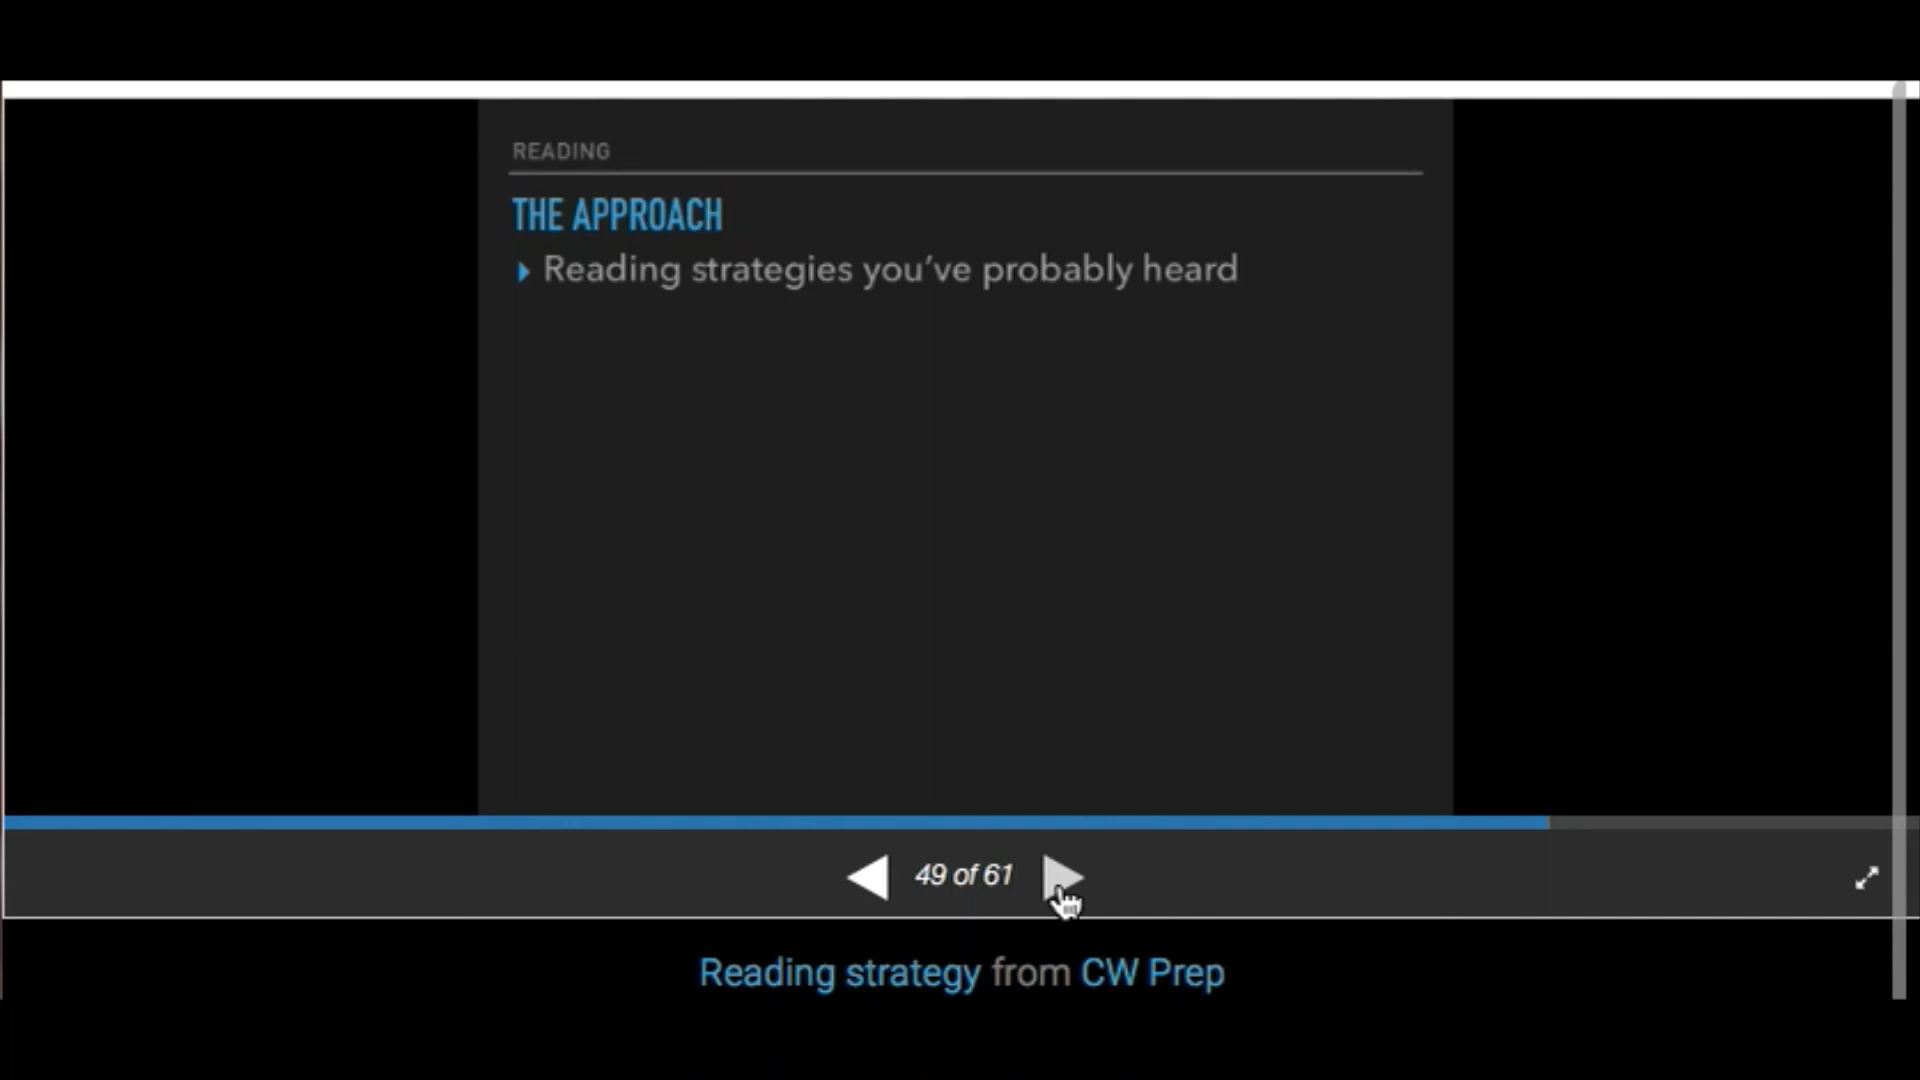 READING
THE APPROACH
Reading strategies you've probably heard
49 of 61
Reading strategy from CW Prep